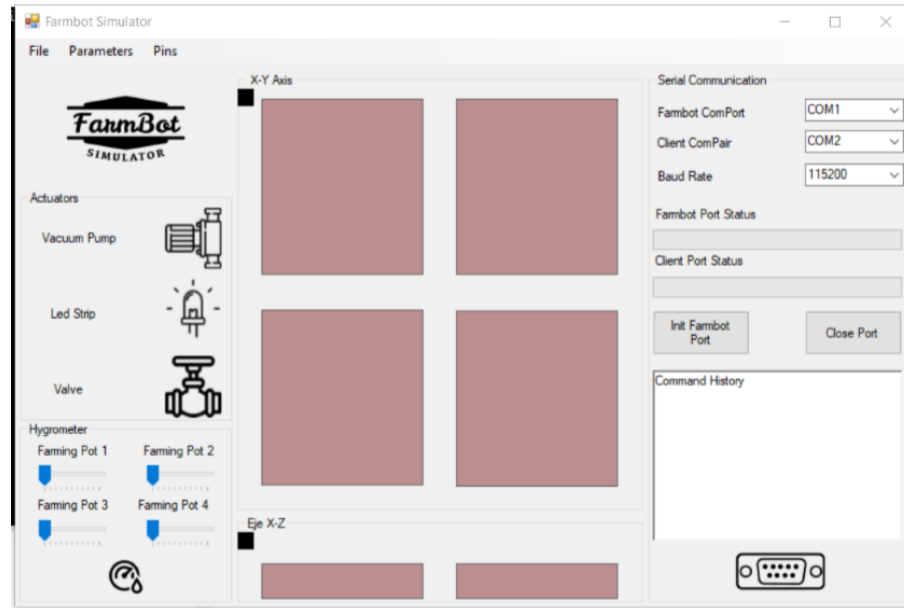 Farmbot Simulator
File Parameters Pins
FarmBot
SIMULATOR
Actuators
Vacuum Pump
Led Strip
Valve
Hygrometer
Farming Pot 1 Farming Pot 2
Farming Pot 3 Farming Pot 4
X-Y Axis
Eje X-Z
Serial Communication
Farmbot ComPort COM1
Client ComPair COM2
Baud Rate 115200
Farmbot Port Status
Client Port Status
Init Farmbot
Port
Close Port
Command History